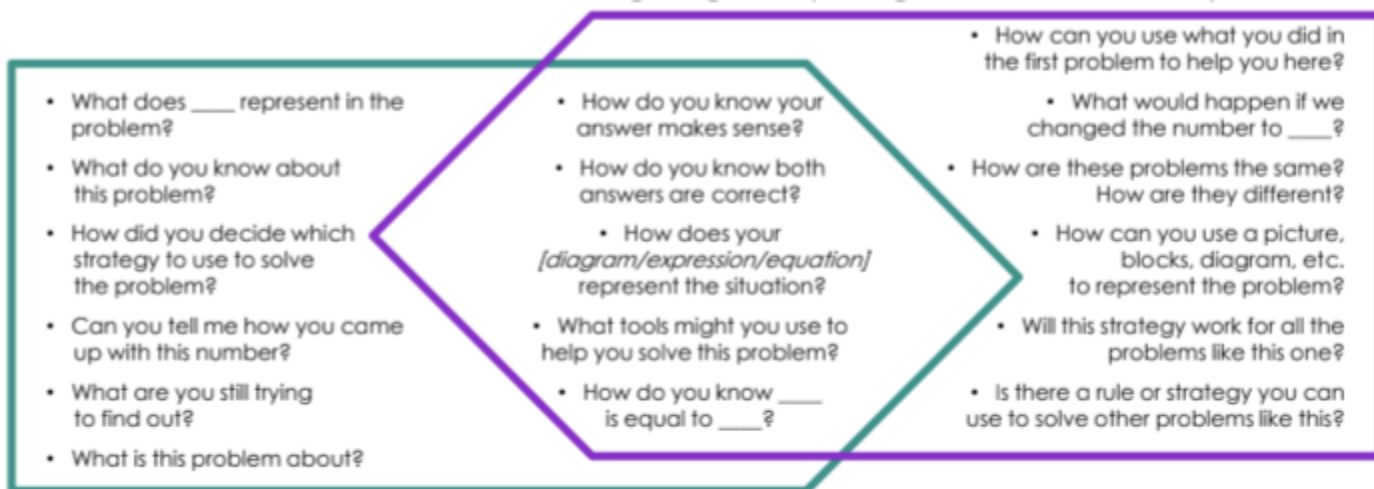 • What does ____ represent in the
problem?
• What do you know about
this problem?
• How did you decide which
strategy to use to solve
the problem?
• Can you tell me how you came
up with this number?
• What are you still trying
to find out?
• What is this problem about?
• How do you know your
answer makes sense?
• How do you know both
answers are correct?
• How does your
[diagram/expression/equation]
represent the situation?
• What tools might you use to
help you solve this problem?
• How do you know ____
is equal to ____?
• How can you use what you did in
the first problem to help you here?
• What would happen if we
changed the number to ____?
• How are these problems the same?
How are they different?
• How can you use a picture,
blocks, diagram, etc.
to represent the problem?
• Will this strategy work for all the
problems like this one?
• Is there a rule or strategy you can
use to solve other problems like this?